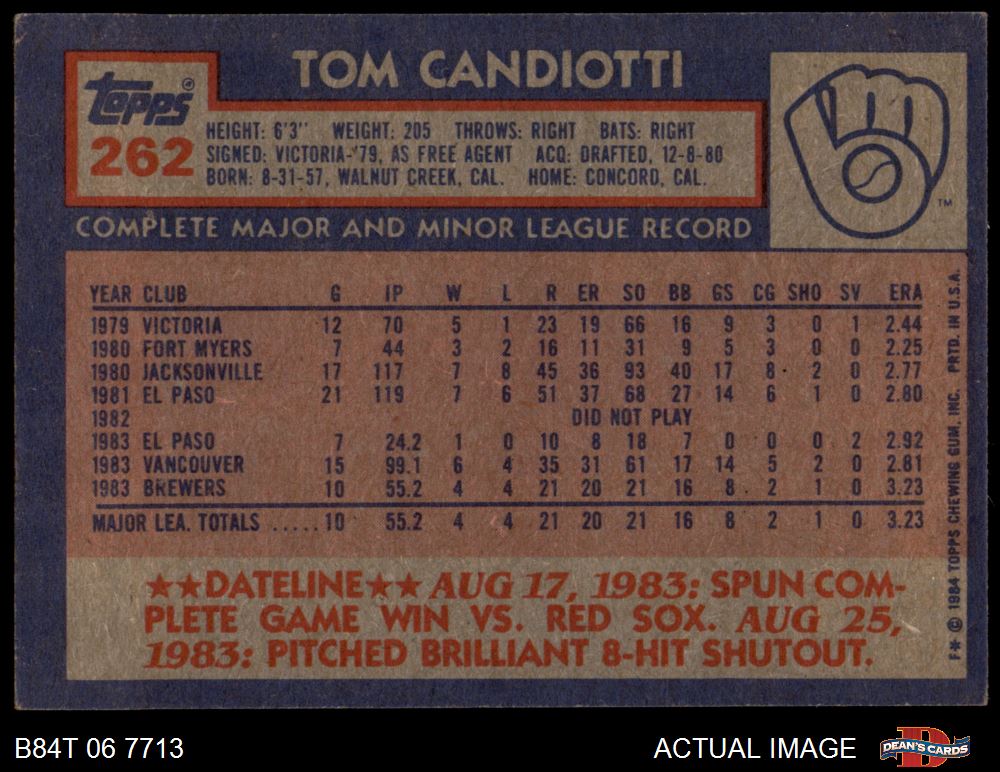 TOM CANDIOTTI
Topps®
262
HEIGHT: 6'3" WEIGHT: 205 THROWS: RIGHT BATS: RIGHT
SIGNED: VICTORIA-'79, AS FREE AGENT ACQ: DRAFTED, 12-8-80
BORN: 8-31-57, WALNUT CREEK, CAL. HOME: CONCORD, CAL.
TM
COMPLETE MAJOR AND MINOR LEAGUE RECORD
YEAR CLUB G IP W L R ER SO BB GS CG SHO SV ERA
1979 VICTORIA 12 70 5 1 23 19 66 16 9 3 0 1 2.44
1980 FORT MYERS 7 44 3 2 16 11 31 9 5 3 0 0 2.25
1980 JACKSONVILLE 17 117 7 8 45 36 93 40 17 8 2 0 2.77
1981 EL PASO 21 119 7 6 51 37 68 27 14 6 1 0 2.80
1982 DID NOT PLAY
1983 EL PASO 7 24.2 1 0 10 8 18 7 0 0 0 2 2.92
1983 VANCOUVER 15 99.1 6 4 35 31 61 17 14 5 2 0 2.81
1983 BREWERS 10 55.2 4 4 21 20 21 16 8 2 1 0 3.23
MAJOR LEA. TOTALS .....10 55.2 4 4 21 20 21 16 8 2 1 0 3.23
★★DATELINE★★ AUG 17, 1983: SPUN COM-
PLETE GAME WIN VS. RED SOX. AUG 25,
1983: PITCHED BRILLIANT 8-HIT SHUTOUT.
F* © 1984 TOPPS CHEWING GUM, INC. PRTD. IN U.S.A.
B84T 06 7713
ACTUAL IMAGE
DEAN'S CARDS